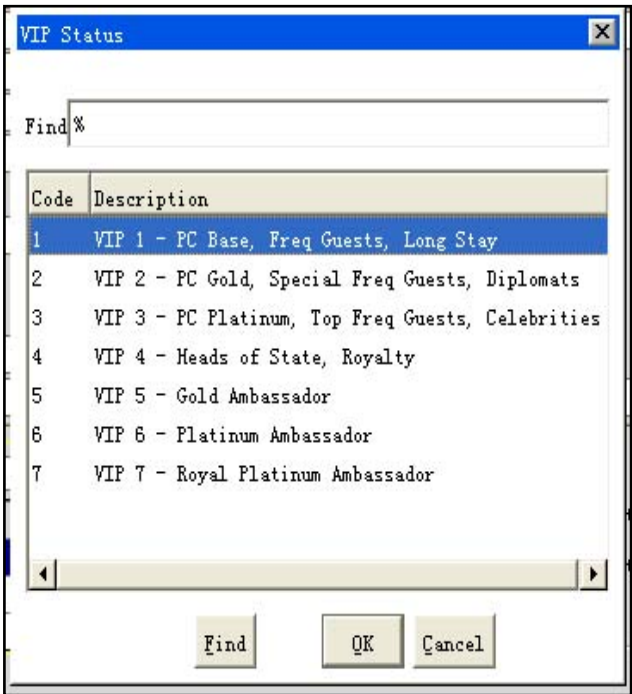 VIP Status
Find %
Code Description
1 VIP 1 - PC Base, Freq Guests, Long Stay
2 VIP 2 - PC Gold, Special Freq Guests, Diplomats
3 VIP 3 - PC Platinum, Top Freq Guests, Celebrities
4 VIP 4 - Heads of State, Royalty
5 VIP 5 - Gold Ambassador
6 VIP 6 - Platinum Ambassador
7 VIP 7 - Royal Platinum Ambassador
Find OK Cancel